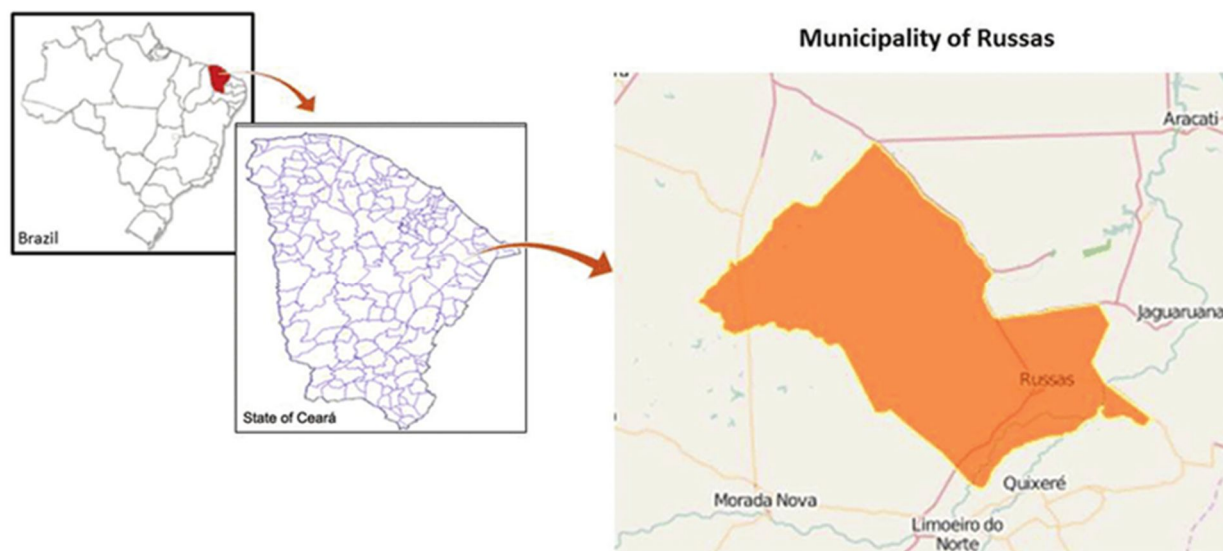 Municipality of Russas
Brazil
State of Ceará
Aracati
Jaguaruana
Russas
Quixeré
Morada Nova
Limoeiro do
Norte